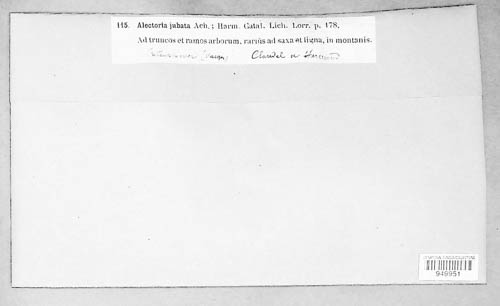 115. Alectoria jubata Ach.; Harm. Catal. Lich. Lorr. p. 178.
Ad truncos et ramos arborum, rarius ad saxa et ligna, in montanis.
(Vosges) Claudel et Harmand
949951